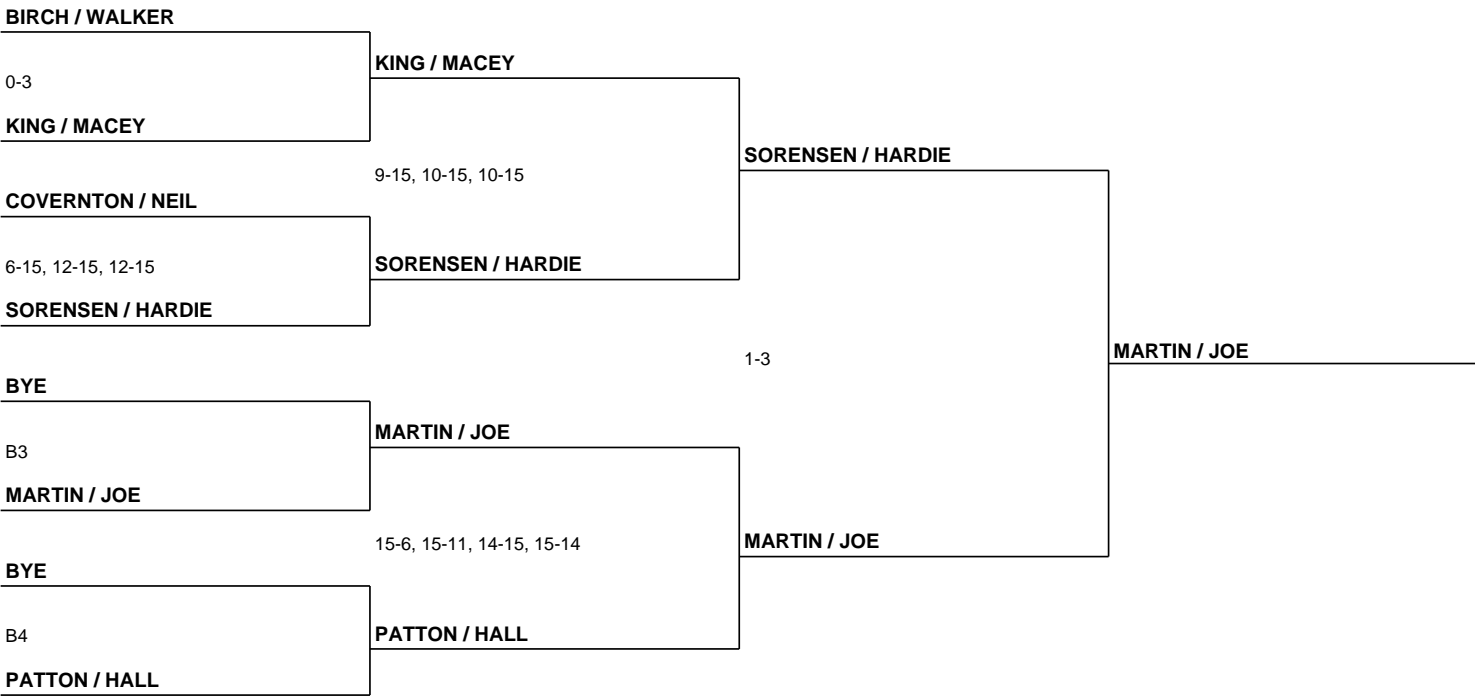 BIRCH / WALKER
0-3
KING / MACEY
COVERNTON / NEIL
6-15, 12-15, 12-15
SORENSEN / HARDIE
BYE
B3
MARTIN / JOE
BYE
B4
PATTON / HALL
KING / MACEY
9-15, 10-15, 10-15
SORENSEN / HARDIE
MARTIN / JOE
15-6, 15-11, 14-15, 15-14
PATTON / HALL
SORENSEN / HARDIE
1-3
MARTIN / JOE
MARTIN / JOE